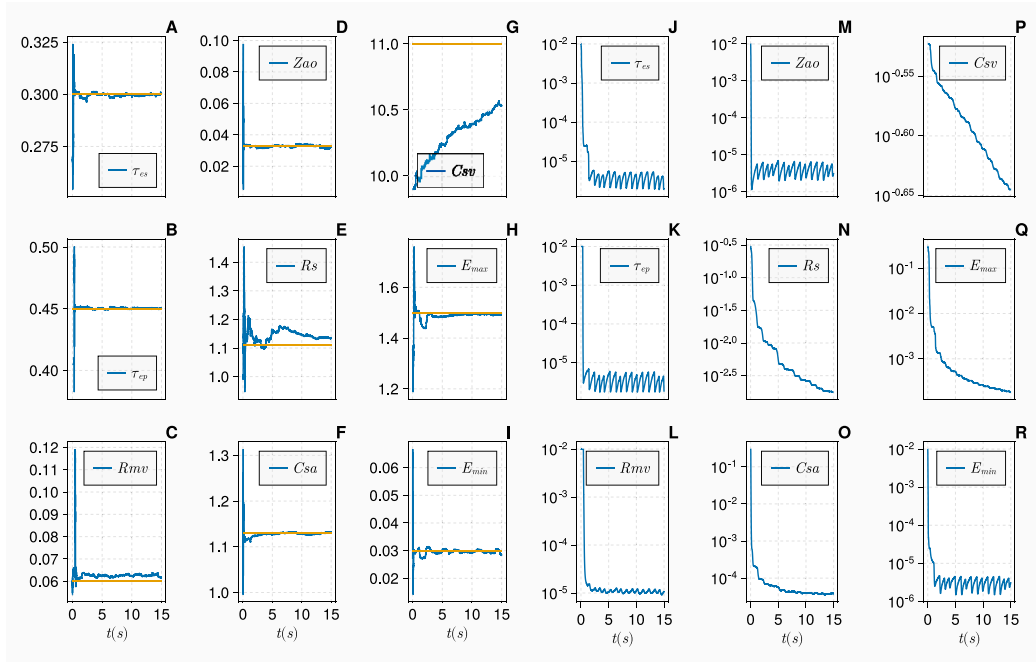 A
0.325
0.300
0.275
τes
D
0.10
0.08
0.06
0.04
0.02
Zao
G
11.0
10.5
10.0
Csv
J
10−2
10−3
10−4
10−5
τes
M
10−2
10−3
10−4
10−5
10−6
Zao
P
10−0.55
10−0.60
10−0.65
Csv
B
0.50
0.45
0.40
τep
E
1.4
1.3
1.2
1.1
1.0
Rs
H
1.6
1.4
1.2
Emax
K
10−2
10−3
10−4
10−5
τep
N
10−0.5
10−1.0
10−1.5
10−2.0
10−2.5
Rs
Q
10−1
10−2
10−3
Emax
C
0.12
0.11
0.10
0.09
0.08
0.07
0.06
Rmv
0 5 10 15
t(s)
F
1.3
1.2
1.1
1.0
Csa
0 5 10 15
t(s)
I
0.06
0.05
0.04
0.03
0.02
Emin
0 5 10 15
t(s)
L
10−2
10−3
10−4
10−5
Rmv
0 5 10 15
t(s)
O
10−1
10−2
10−3
10−4
Csa
0 5 10 15
t(s)
R
10−2
10−3
10−4
10−5
10−6
Emin
0 5 10 15
t(s)